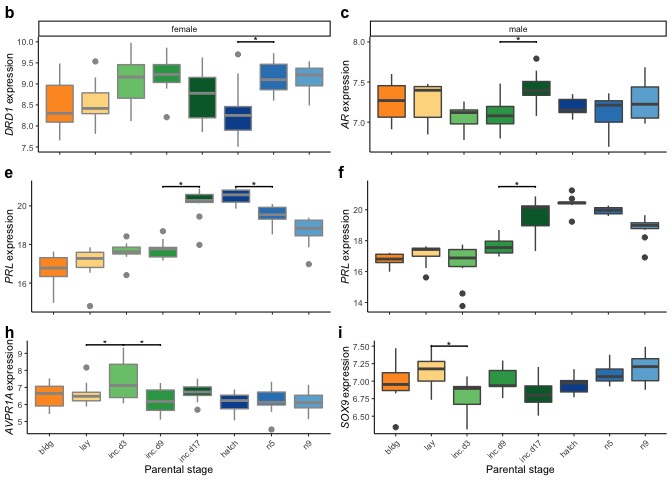 b
female
DRD1 expression
10.0
9.5
9.0
8.5
8.0
7.5
*
c
male
AR expression
8.0
7.5
7.0
*
e
PRL expression
20
18
16
*
*
f
PRL expression
20
18
16
14
*
h
AVPR1A expression
9
8
7
6
5
*
*
bldg
lay
inc.d3
inc.d9
inc.d17
hatch
n5
n9
Parental stage
i
SOX9 expression
7.50
7.25
7.00
6.75
6.50
*
bldg
lay
inc.d3
inc.d9
inc.d17
hatch
n5
n9
Parental stage